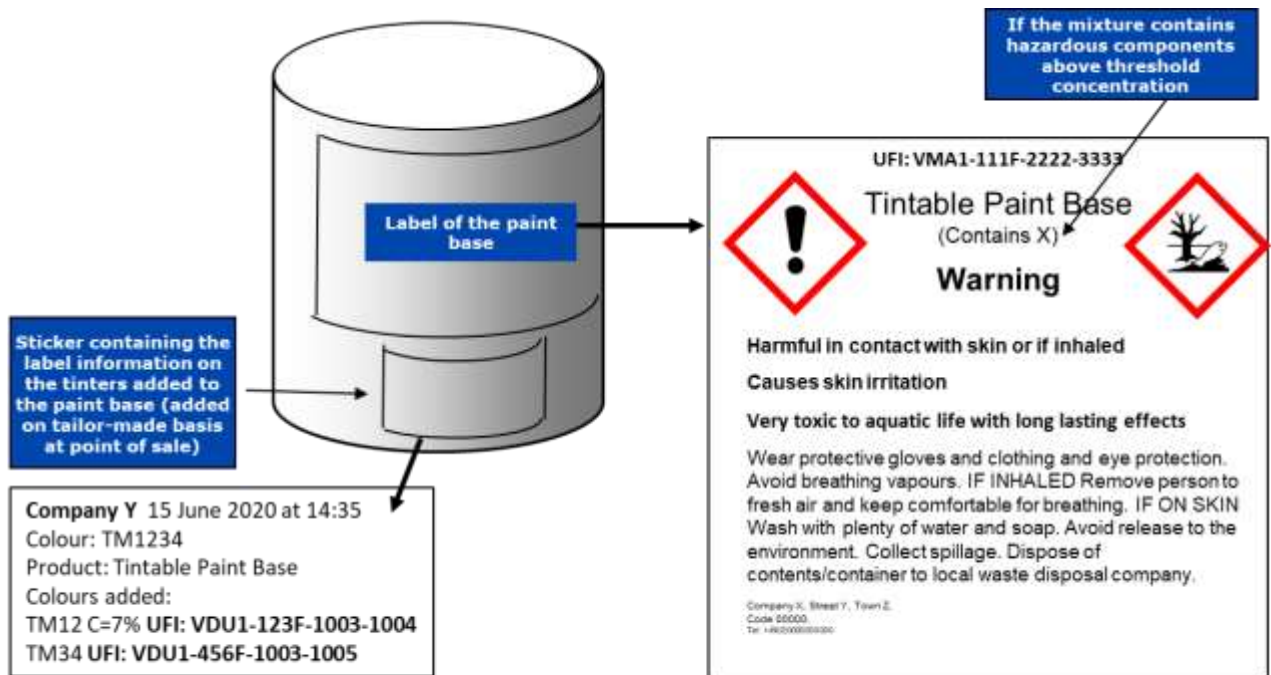 If the mixture contains
hazardous components
above threshold
concentration
Label of the paint
base
Sticker containing the
label information on
the tinters added to
the paint base (added
on tailor-made basis
at point of sale)
Company Y 15 June 2020 at 14:35
Colour: TM1234
Product: Tintable Paint Base
Colours added:
TM12 C=7% UFI: VDU1-123F-1003-1004
TM34 UFI: VDU1-456F-1003-1005
UFI: VMA1-111F-2222-3333
Tintable Paint Base
(Contains X)
Warning
Harmful in contact with skin or if inhaled
Causes skin irritation
Very toxic to aquatic life with long lasting effects
Wear protective gloves and clothing and eye protection.
Avoid breathing vapours. IF INHALED Remove person to
fresh air and keep comfortable for breathing. IF ON SKIN
Wash with plenty of water and soap. Avoid release to the
environment. Collect spillage. Dispose of
contents/container to local waste disposal company.
Company X, Street Y, Town Z,
Code 00000,
Tel.